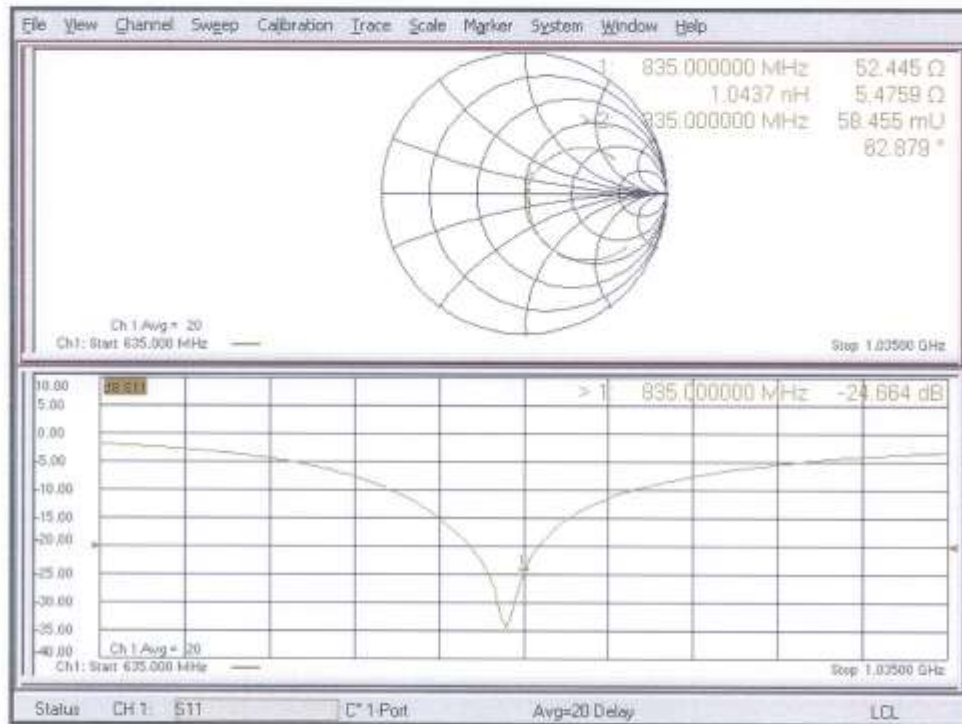 File View Channel Sweep Calibration Trace Scale Marker System Window Help
1: 835.000000 MHz 52.445 Ω
1.0437 nH 5.4759 Ω
> 2: 835.000000 MHz 58.455 mU
62.879 °
Ch 1 Avg = 20
Ch1: Start 635.000 MHz
Stop 1.03500 GHz
10.00
5.00
0.00
-5.00
-10.00
-15.00
-20.00
-25.00
-30.00
-35.00
-40.00
dB S11
> 1: 835.000000 MHz -24.664 dB
1
Ch 1 Avg = 20
Ch1: Start 635.000 MHz
Stop 1.03500 GHz
Status CH 1: S11 C* 1-Port Avg=20 Delay LCL